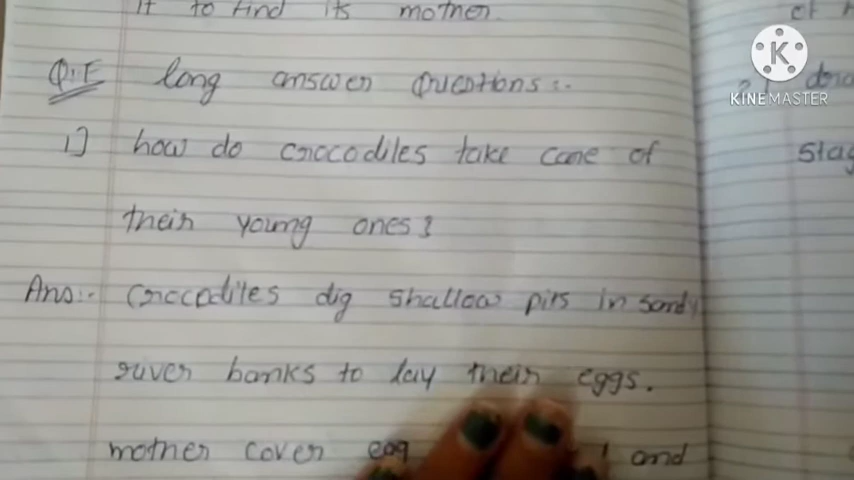 it to find its mother.
Q.F long answer Questions :-
1] how do crocodiles take care of
their young ones?
Ans:- Crocodiles dig shallow pits in sandy
river banks to lay their eggs.
mother cover egg and
KINEMASTER